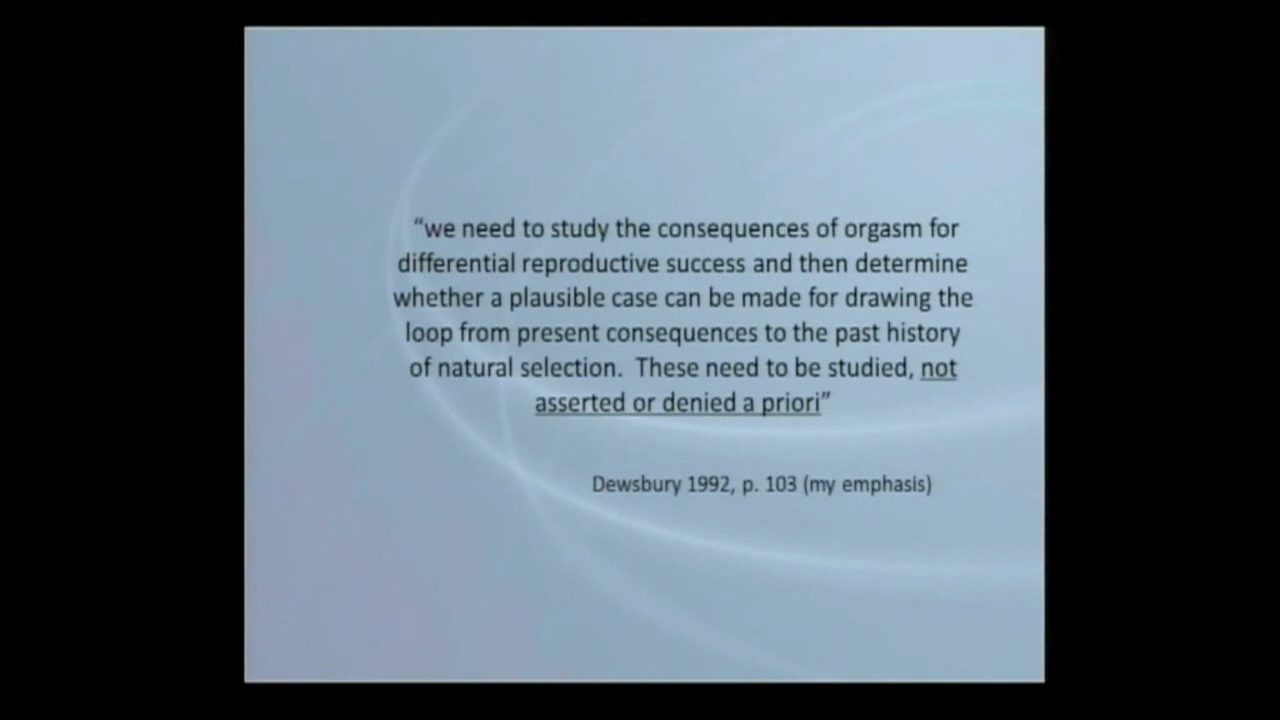 “we need to study the consequences of orgasm for
differential reproductive success and then determine
whether a plausible case can be made for drawing the
loop from present consequences to the past history
of natural selection.  These need to be studied, not
asserted or denied a priori”
Dewsbury 1992, p. 103 (my emphasis)